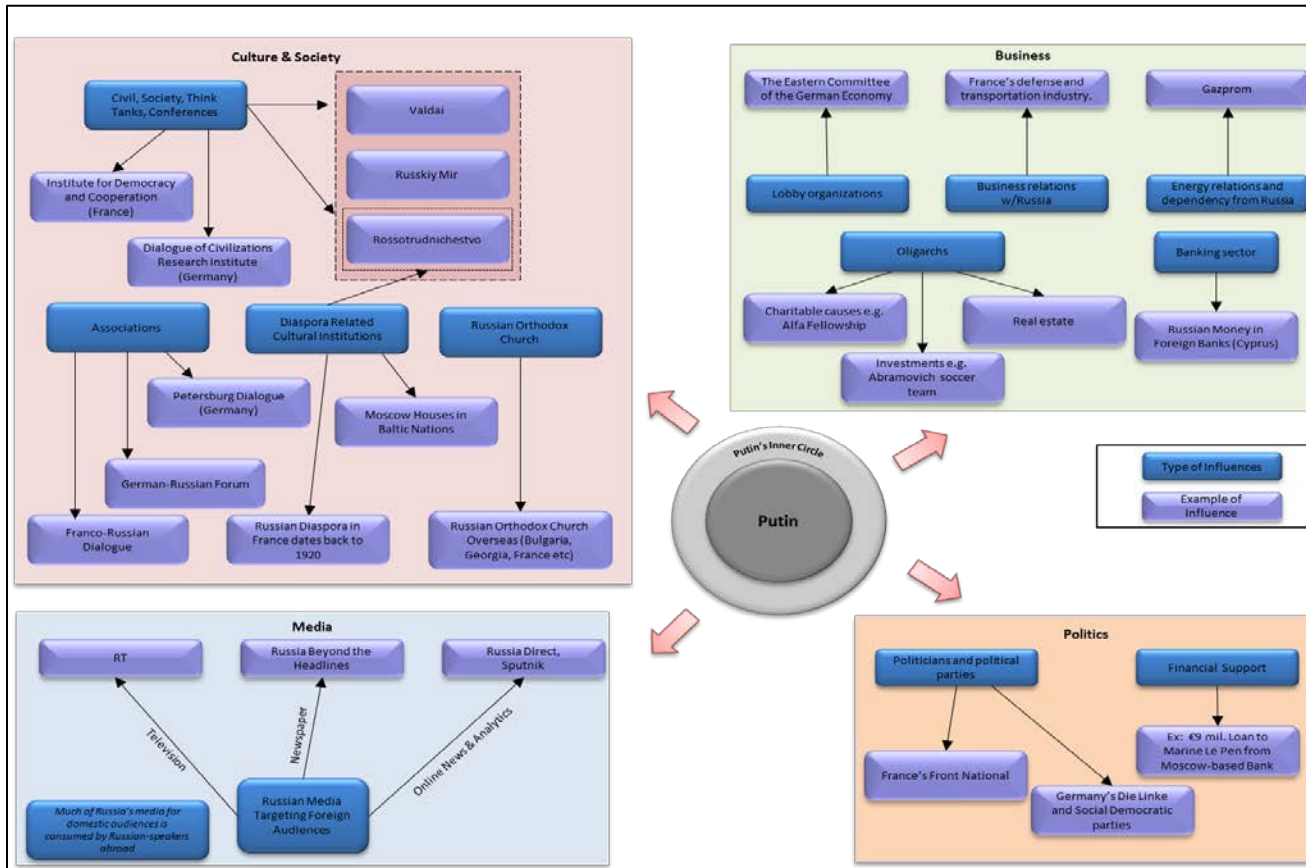 Culture & Society
Civil, Society, Think
Tanks, Conferences
Valdai
Russkiy Mir
Rossotrudnichestvo
Institute for Democracy
and Cooperation
(France)
Dialogue of Civilizations
Research Institute
(Germany)
Associations
Diaspora Related
Cultural Institutions
Russian Orthodox
Church
Petersburg Dialogue
(Germany)
Moscow Houses in
Baltic Nations
German-Russian Forum
Franco-Russian
Dialogue
Russian Diaspora in
France dates back to
1920
Russian Orthodox Church
Overseas (Bulgaria,
Georgia, France etc)
Business
The Eastern Committee
of the German Economy
France's defense and
transportation industry.
Gazprom
Lobby organizations
Business relations
w/Russia
Energy relations and
dependency from Russia
Oligarchs
Banking sector
Charitable causes e.g.
Alfa Fellowship
Real estate
Investments e.g.
Abramovich soccer
team
Russian Money in
Foreign Banks (Cyprus)
Putin's Inner Circle
Putin
Type of Influences
Example of
Influence
Media
RT
Russia Beyond the
Headlines
Russia Direct,
Sputnik
Television
Newspaper
Online News & Analytics
Russian Media
Targeting Foreign
Audiences
Much of Russia's media for
domestic audiences is
consumed by Russian-speakers
abroad
Politics
Politicians and political
parties
Financial Support
France's Front National
Ex: €9 mil. Loan to
Marine Le Pen from
Moscow-based Bank
Germany's Die Linke
and Social Democratic
parties